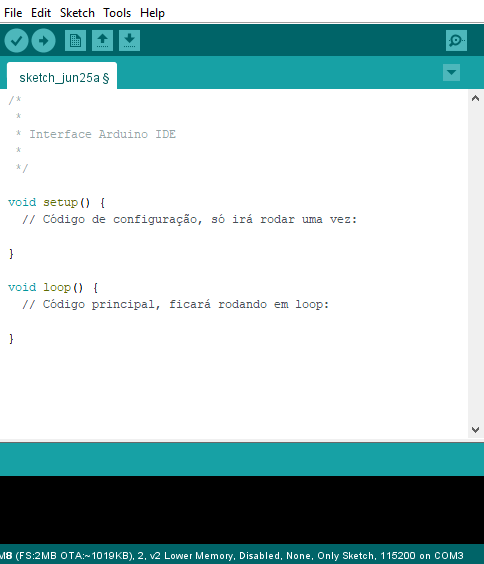 File Edit Sketch Tools Help
sketch_jun25a §
/*
 *
 * Interface Arduino IDE
 *
 */
void setup() {
  // Código de configuração, só irá rodar uma vez:
}
void loop() {
  // Código principal, ficará rodando em loop:
}
M8 (FS:2MB OTA:~1019KB), 2, v2 Lower Memory, Disabled, None, Only Sketch, 115200 on COM3